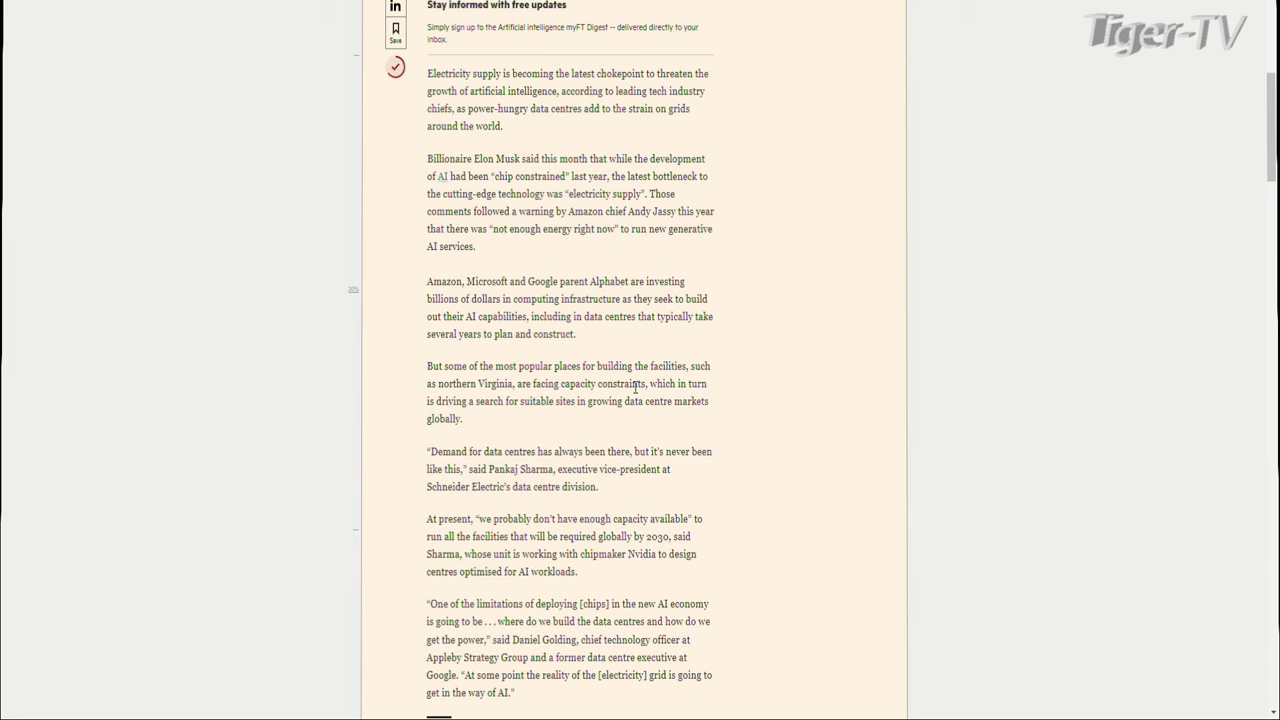 Stay informed with free updates
Tiger-TV
Save
Simply sign up to the Artificial intelligence myFT Digest -- delivered directly to your
inbox.
Electricity supply is becoming the latest chokepoint to threaten the
growth of artificial intelligence, according to leading tech industry
chiefs, as power-hungry data centres add to the strain on grids
around the world.
Billionaire Elon Musk said this month that while the development
of AI had been “chip constrained” last year, the latest bottleneck to
the cutting-edge technology was “electricity supply”. Those
comments followed a warning by Amazon chief Andy Jassy this year
that there was “not enough energy right now” to run new generative
AI services.
Amazon, Microsoft and Google parent Alphabet are investing
billions of dollars in computing infrastructure as they seek to build
out their AI capabilities, including in data centres that typically take
several years to plan and construct.
But some of the most popular places for building the facilities, such
as northern Virginia, are facing capacity constraints, which in turn
is driving a search for suitable sites in growing data centre markets
globally.
“Demand for data centres has always been there, but it’s never been
like this,” said Pankaj Sharma, executive vice-president at
Schneider Electric’s data centre division.
At present, “we probably don’t have enough capacity available” to
run all the facilities that will be required globally by 2030, said
Sharma, whose unit is working with chipmaker Nvidia to design
centres optimised for AI workloads.
“One of the limitations of deploying [chips] in the new AI economy
is going to be . . . where do we build the data centres and how do we
get the power,” said Daniel Golding, chief technology officer at
Appleby Strategy Group and a former data centre executive at
Google. “At some point the reality of the [electricity] grid is going to
get in the way of AI.”